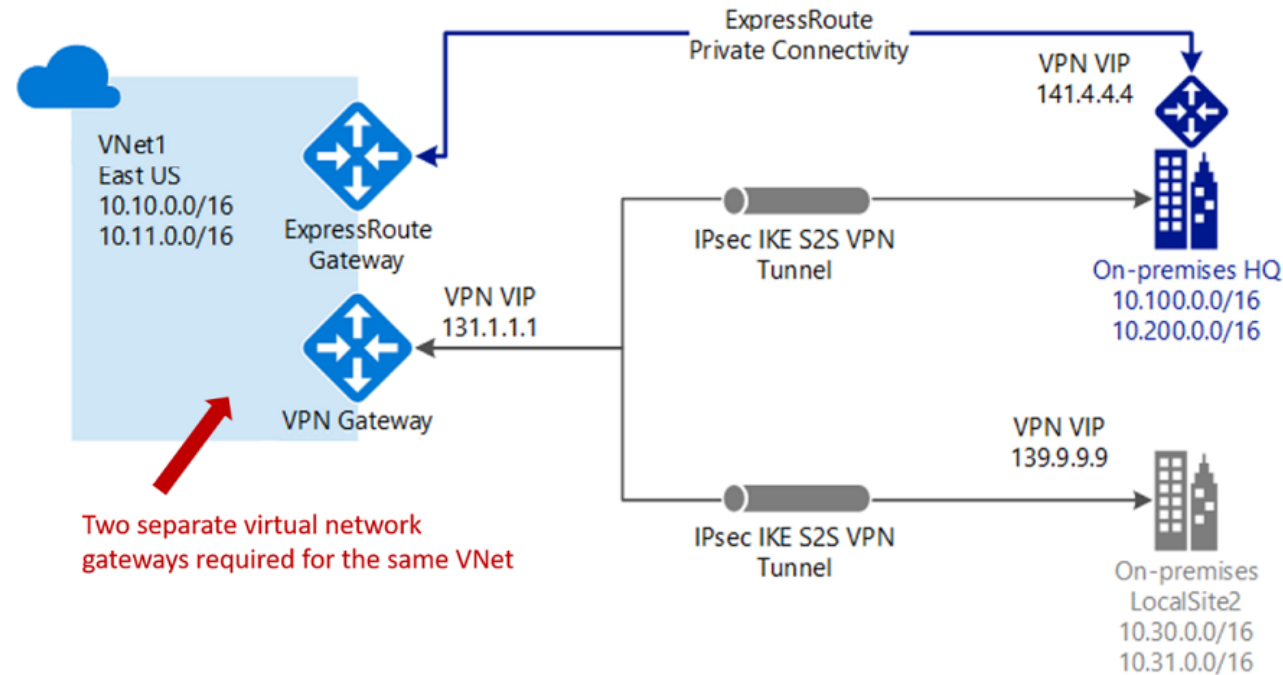 ExpressRoute
Private Connectivity
VPN VIP
141.4.4.4
VNet1
East US
10.10.0.0/16
10.11.0.0/16
ExpressRoute
Gateway
IPsec IKE S2S VPN
Tunnel
On-premises HQ
10.100.0.0/16
10.200.0.0/16
VPN VIP
131.1.1.1
VPN Gateway
VPN VIP
139.9.9.9
Two separate virtual network
gateways required for the same VNet
IPsec IKE S2S VPN
Tunnel
On-premises
LocalSite2
10.30.0.0/16
10.31.0.0/16